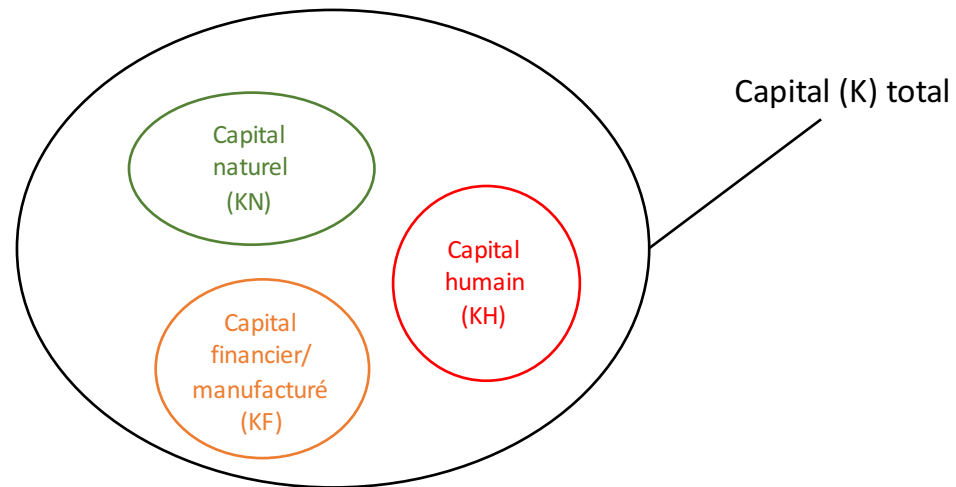 Capital (K) total
Capital
naturel
(KN)
Capital
humain
(KH)
Capital
financier/
manufacturé
(KF)